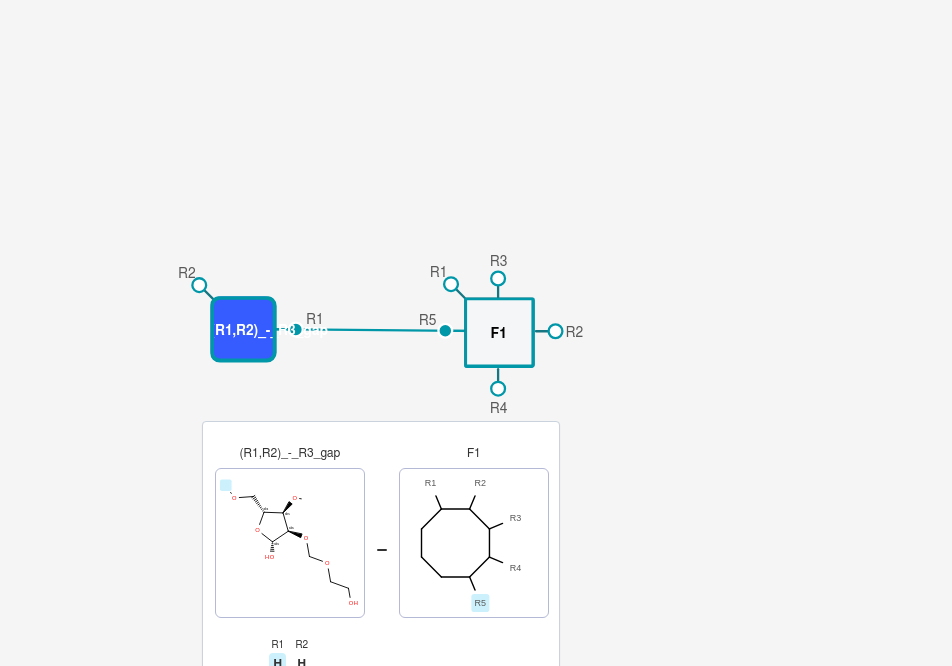 R2
R1,R2)_-_R3_gap
R1
R5
R1
R3
F1
R2
R4
(R1,R2)_-_R3_gap
F1
O
O
O
HO
O
O
OH
–
R1
R2
R3
R4
R5
R1 R2
H H